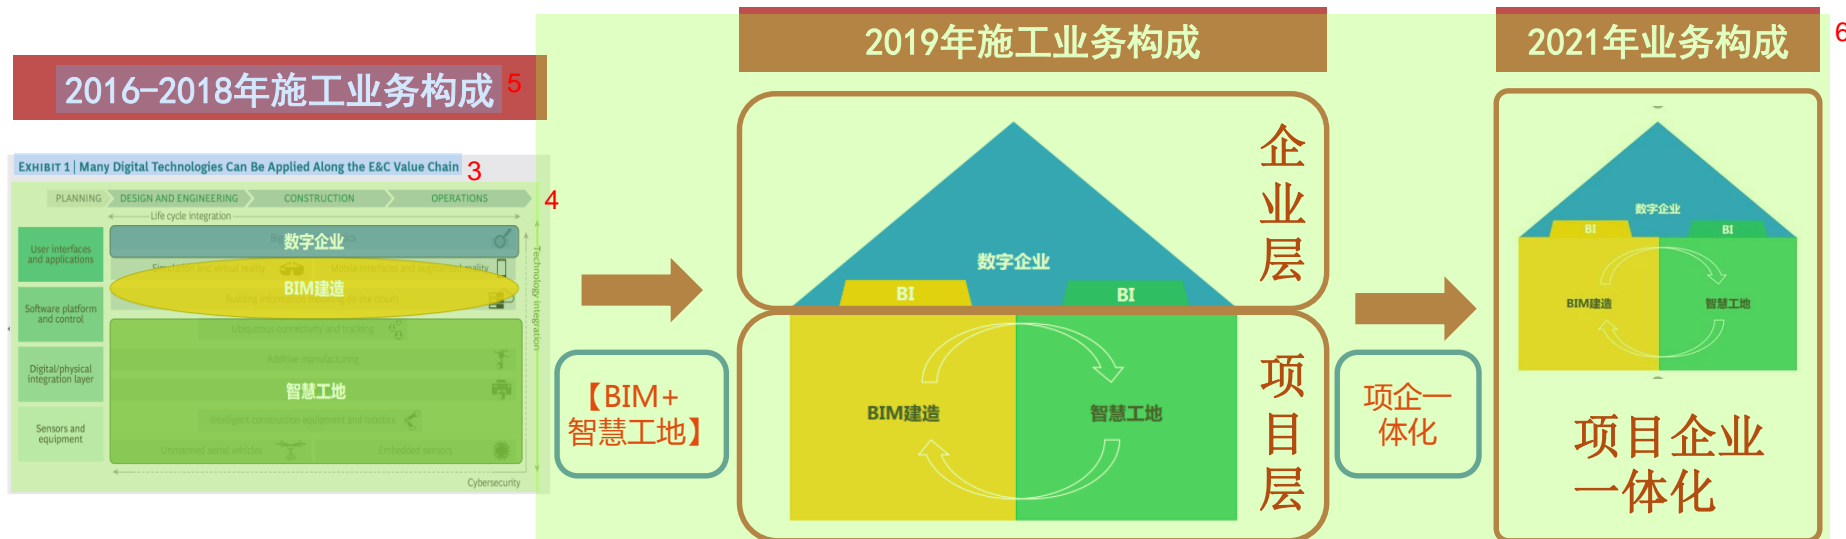 2016-2018年施工业务构成
5
EXHIBIT 1 | Many Digital Technologies Can Be Applied Along the E&C Value Chain
3
4
PLANNING
DESIGN AND ENGINEERING
CONSTRUCTION
OPERATIONS
Life cycle integration
User interfaces
and applications
数字企业
Simulation and virtual reality
Mobile interfaces and augmented reality
BIM建造
Software platform
and control
Ubiquitous connectivity and tracking
Additive manufacturing
Digital/physical
integration layer
智慧工地
Intelligent construction equipment and robotics
Sensors and
equipment
Unmanned aerial vehicles
Embedded sensors
Technology integration
Cybersecurity
【BIM+
智慧工地】
2019年施工业务构成
企业层
数字企业
BI
BI
BIM建造
智慧工地
项目层
项企一
体化
2021年业务构成
6
数字企业
BI
BI
BIM建造
智慧工地
项目企业
一体化